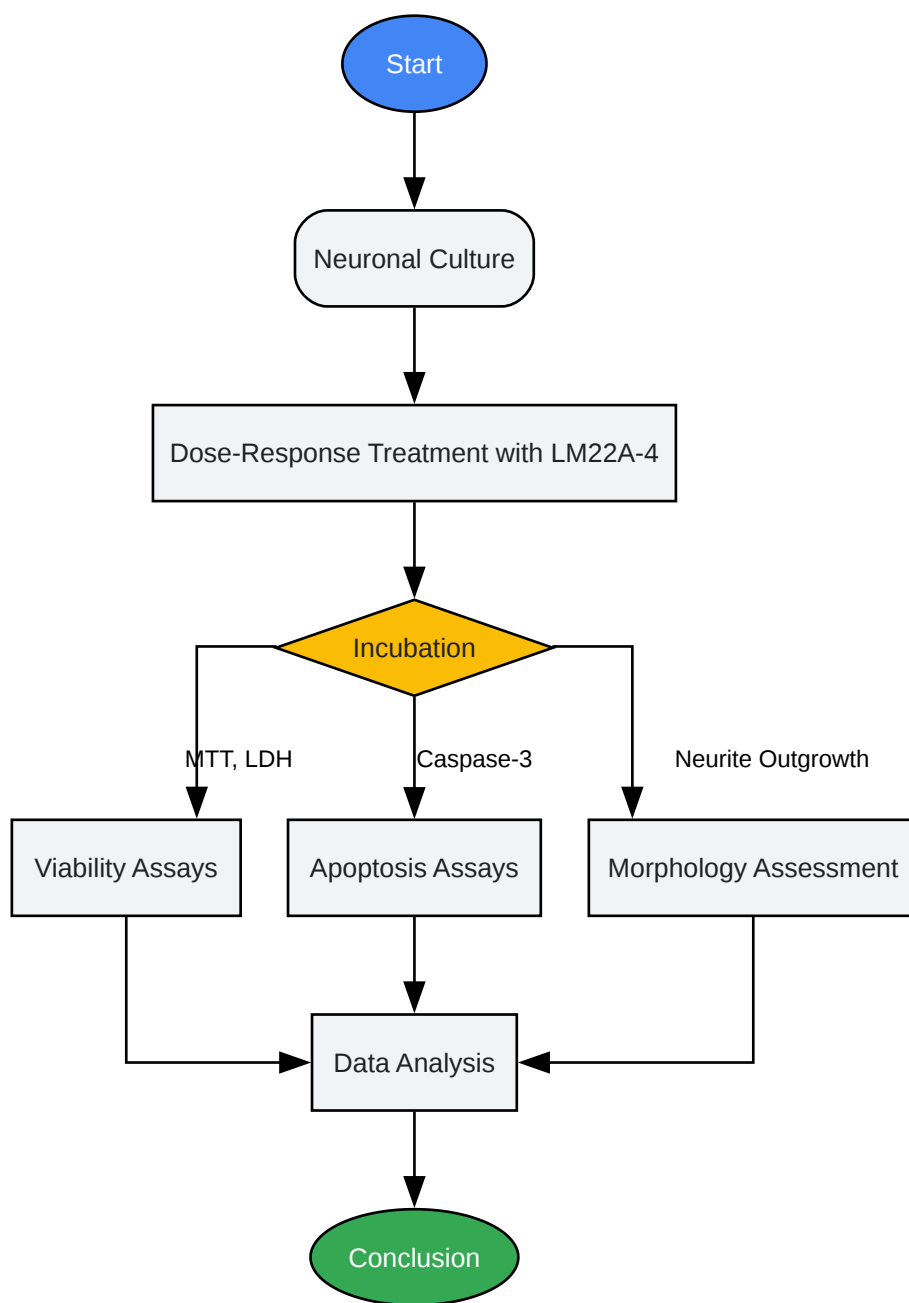 Start
Neuronal Culture
Dose-Response Treatment with LM22A-4
Incubation
MTT, LDH
Caspase-3
Neurite Outgrowth
Viability Assays
Apoptosis Assays
Morphology Assessment
Data Analysis
Conclusion